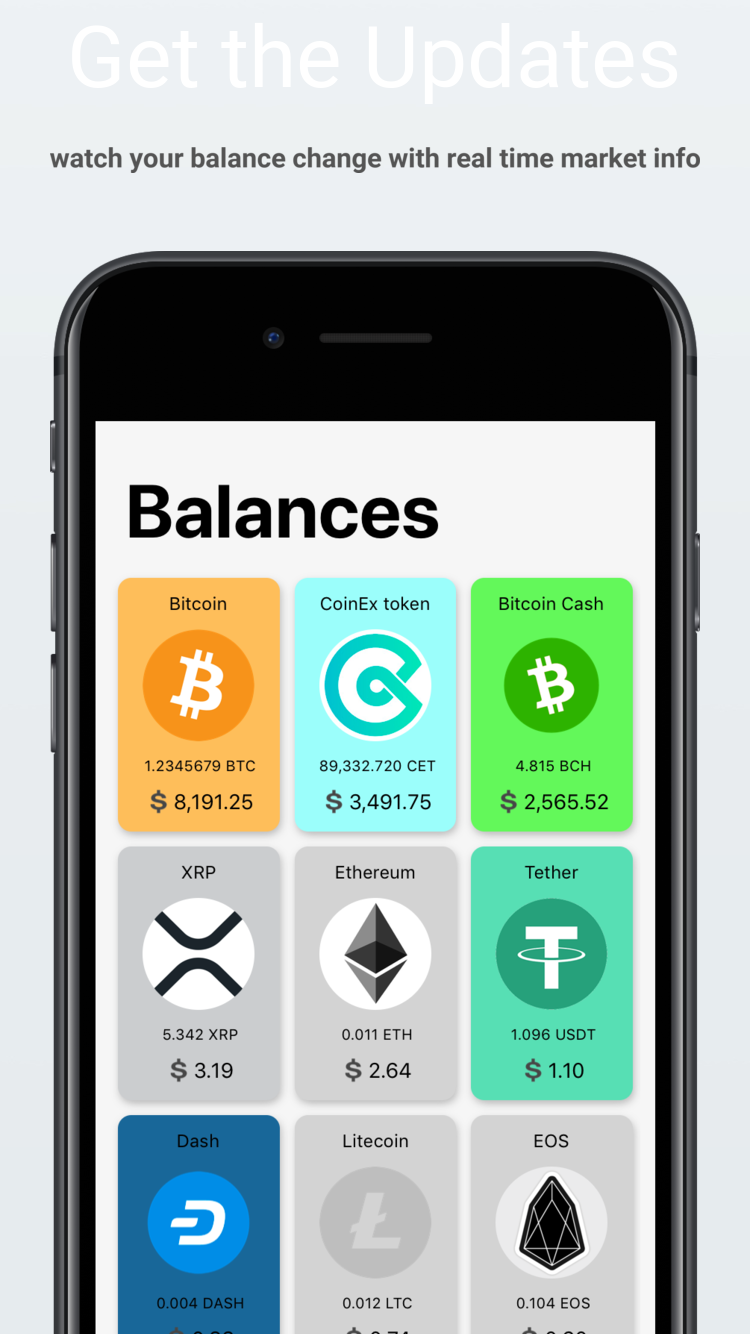 Get the Updates
watch your balance change with real time market info
Balances
Bitcoin
CoinEx token
Bitcoin Cash
1.2345679 BTC
89,332.720 CET
4.815 BCH
$ 8,191.25
$ 3,491.75
$ 2,565.52
XRP
Ethereum
Tether
5.342 XRP
0.011 ETH
1.096 USDT
$ 3.19
$ 2.64
$ 1.10
Dash
Litecoin
EOS
0.004 DASH
0.012 LTC
0.104 EOS